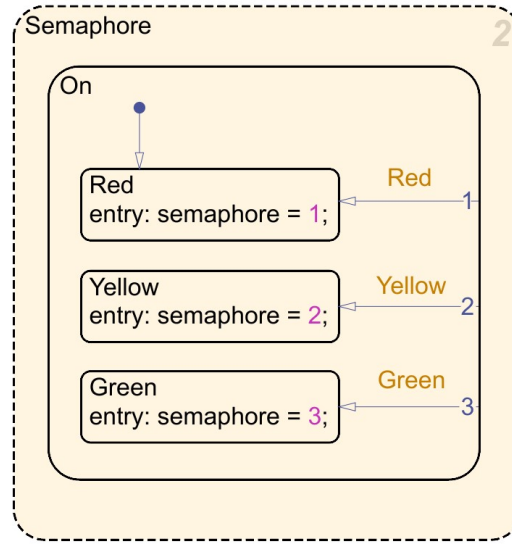 Semaphore
2
On
Red
entry: semaphore = 1;
Red
1
Yellow
entry: semaphore = 2;
Yellow
2
Green
entry: semaphore = 3;
Green
3